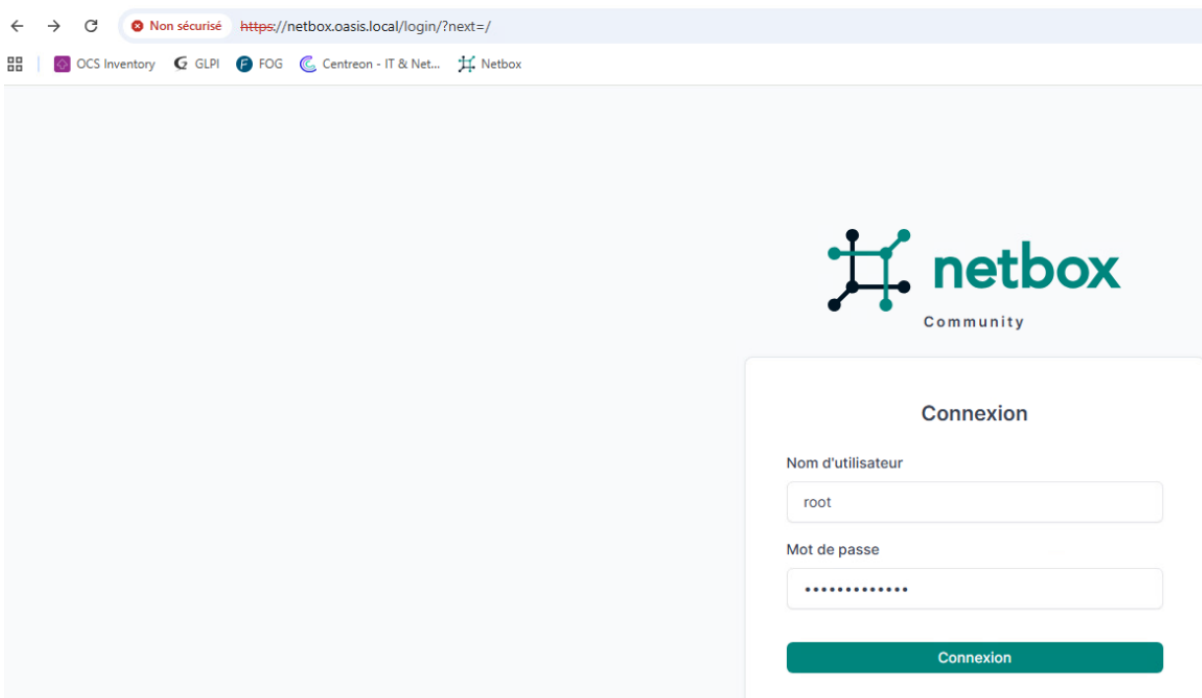 Non sécurisé https://netbox.oasis.local/login/?next=/
OCS Inventory GLPI FOG Centreon - IT & Net... Netbox
netbox
Community
Connexion
Nom d'utilisateur
root
Mot de passe
•••••••••••••
Connexion